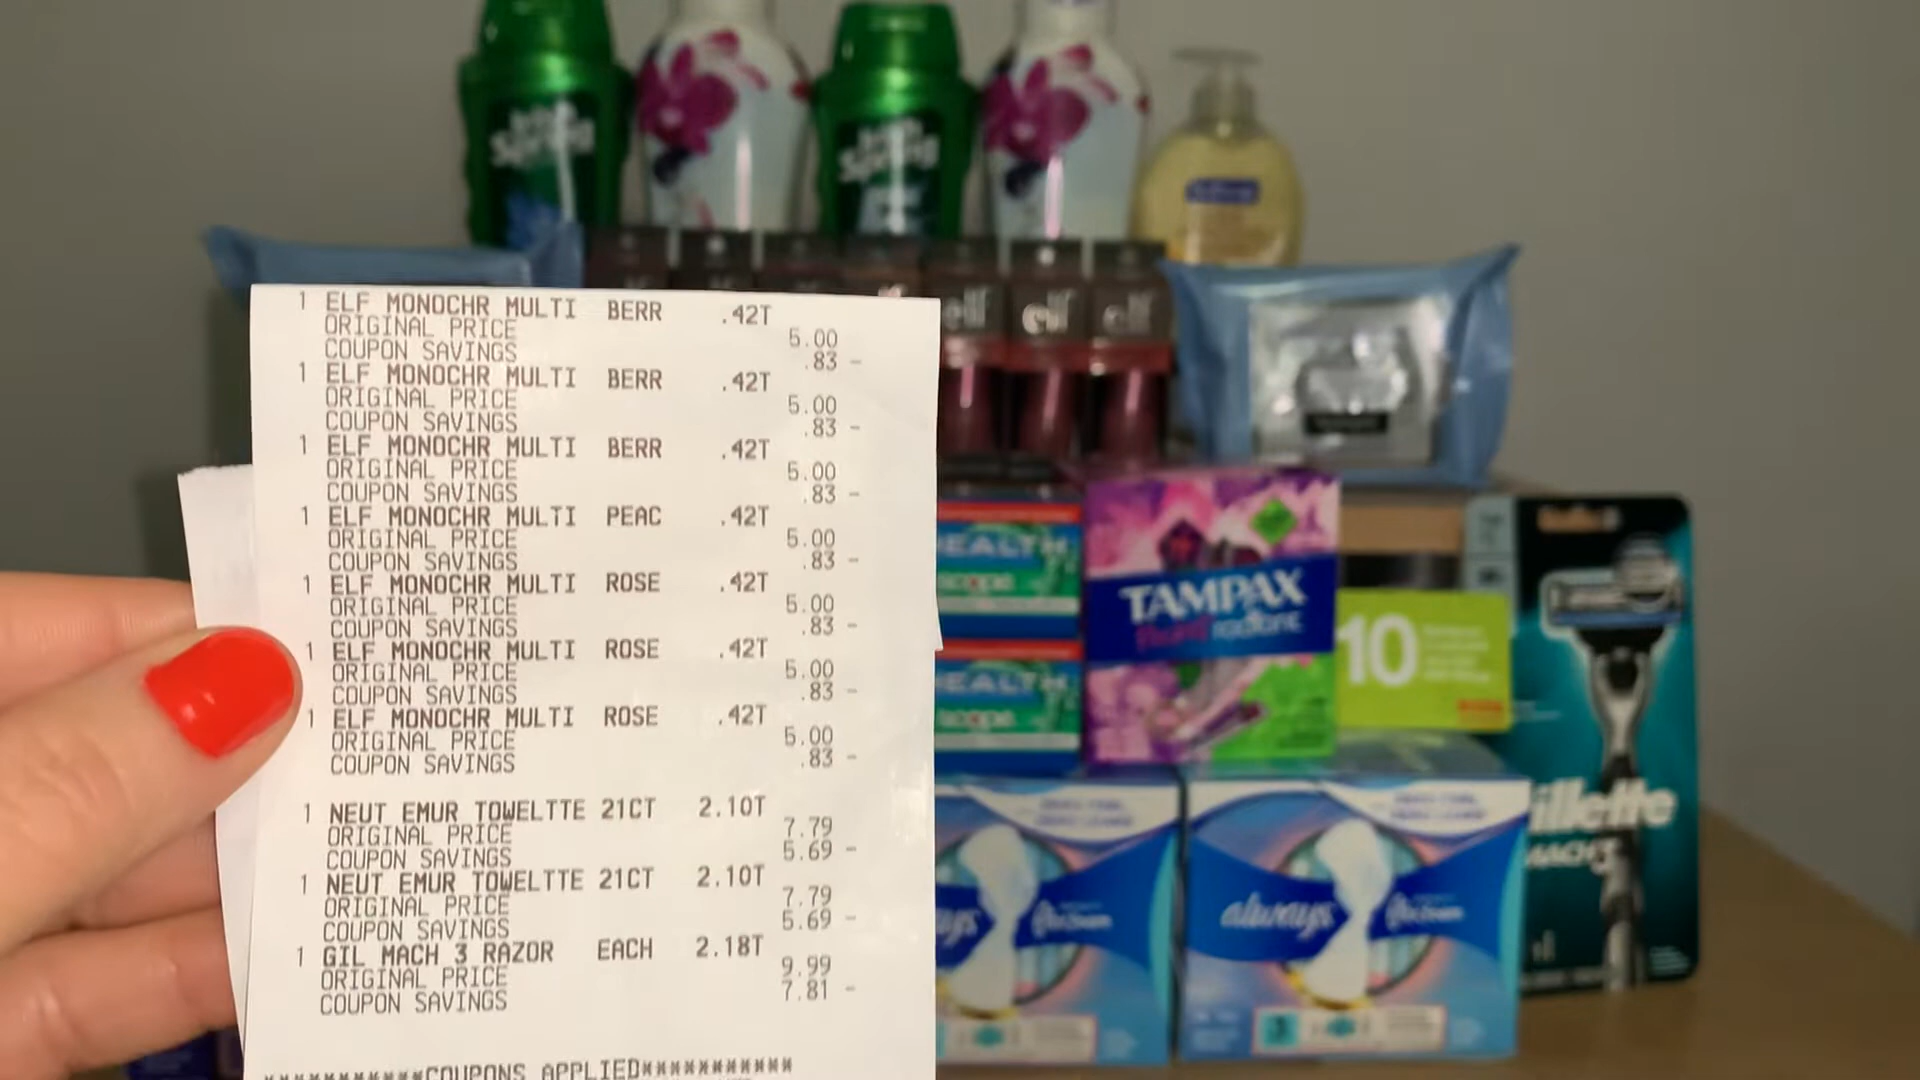 1 ELF MONOCHR MULTI BERR .42T
ORIGINAL PRICE 5.00
COUPON SAVINGS .83 -
1 ELF MONOCHR MULTI BERR .42T
ORIGINAL PRICE 5.00
COUPON SAVINGS .83 -
1 ELF MONOCHR MULTI BERR .42T
ORIGINAL PRICE 5.00
COUPON SAVINGS .83 -
1 ELF MONOCHR MULTI PEAC .42T
ORIGINAL PRICE 5.00
COUPON SAVINGS .83 -
1 ELF MONOCHR MULTI ROSE .42T
ORIGINAL PRICE 5.00
COUPON SAVINGS .83 -
1 ELF MONOCHR MULTI ROSE .42T
ORIGINAL PRICE 5.00
COUPON SAVINGS .83 -
1 ELF MONOCHR MULTI ROSE .42T
ORIGINAL PRICE 5.00
COUPON SAVINGS .83 -
1 NEUT EMUR TOWELTTE 21CT 2.10T
ORIGINAL PRICE 7.79
COUPON SAVINGS 5.69 -
1 NEUT EMUR TOWELTTE 21CT 2.10T
ORIGINAL PRICE 7.79
COUPON SAVINGS 5.69 -
1 GIL MACH 3 RAZOR EACH 2.18T
ORIGINAL PRICE 9.99
COUPON SAVINGS 7.81 -
***********COUPONS APPLIED***********
Spring
Spring
elf
elf
elf
HEALTH
scope
HEALTH
scope
TAMPAX
10
Gillette
MACH3
always